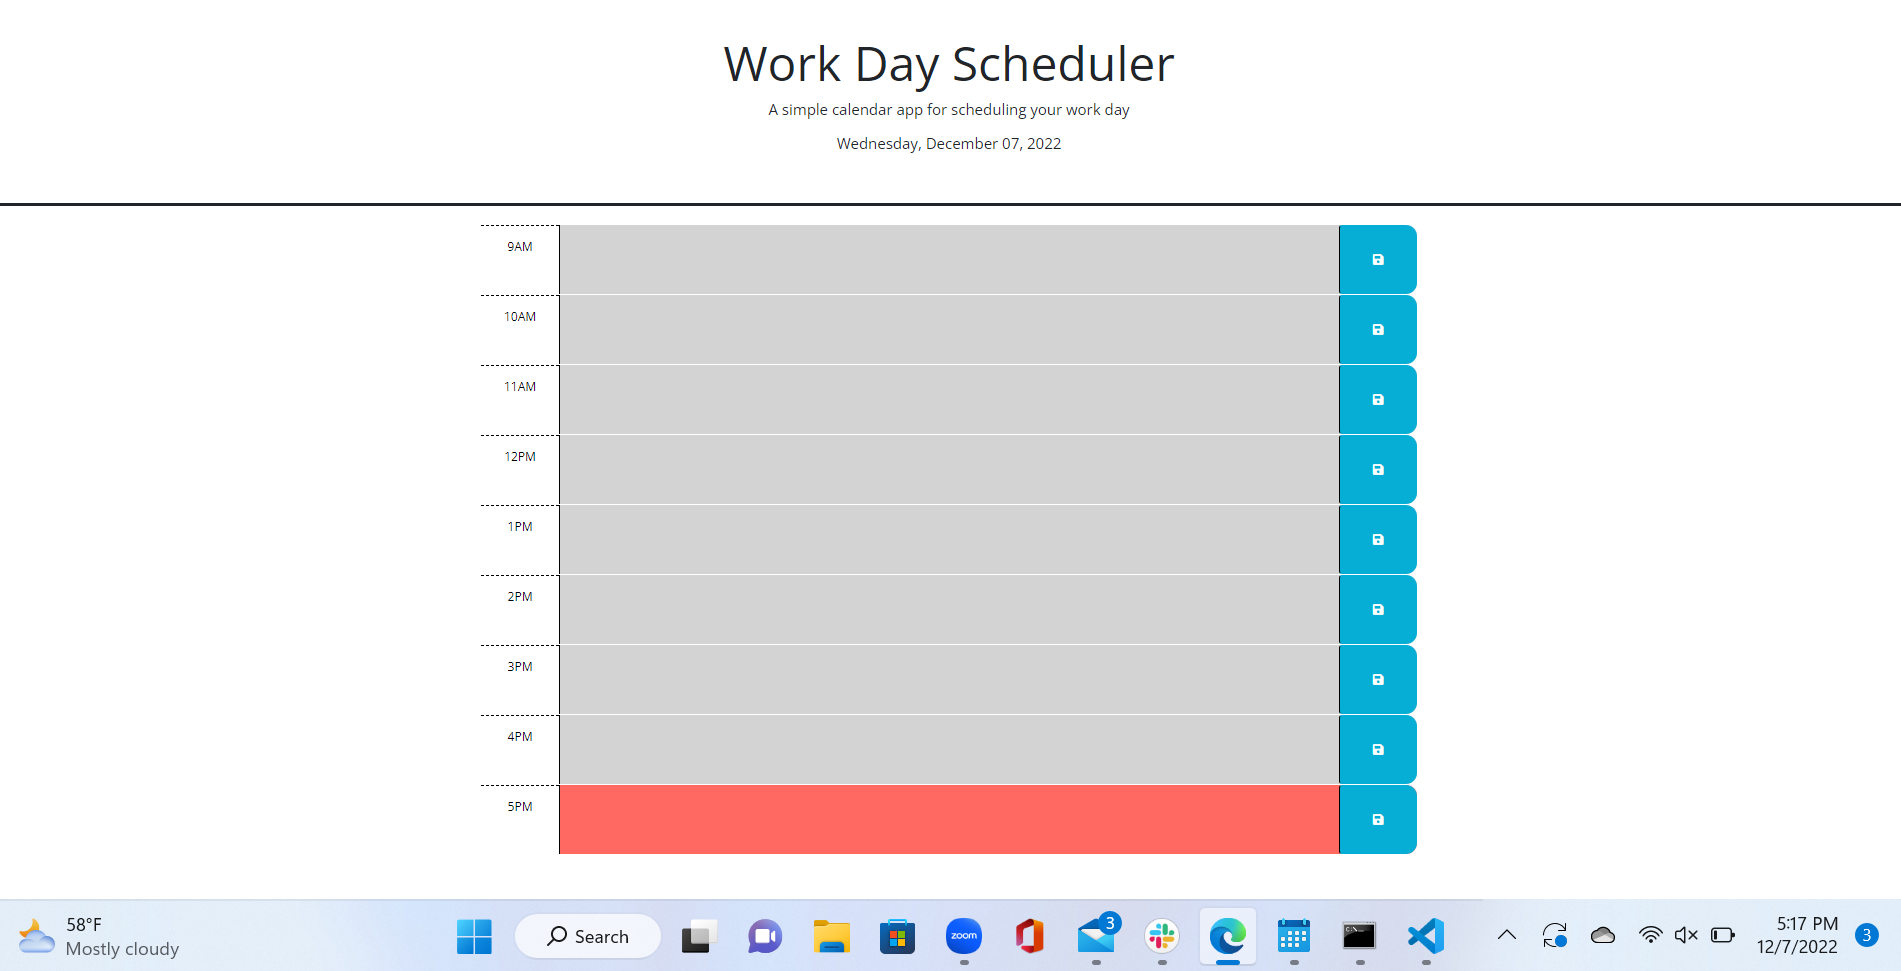 Work Day Scheduler
A simple calendar app for scheduling your work day
Wednesday, December 07, 2022
9AM
10AM
11AM
12PM
1PM
2PM
3PM
4PM
5PM
58°F
Mostly cloudy
Search
zoom
3
C:\
5:17 PM
12/7/2022
3